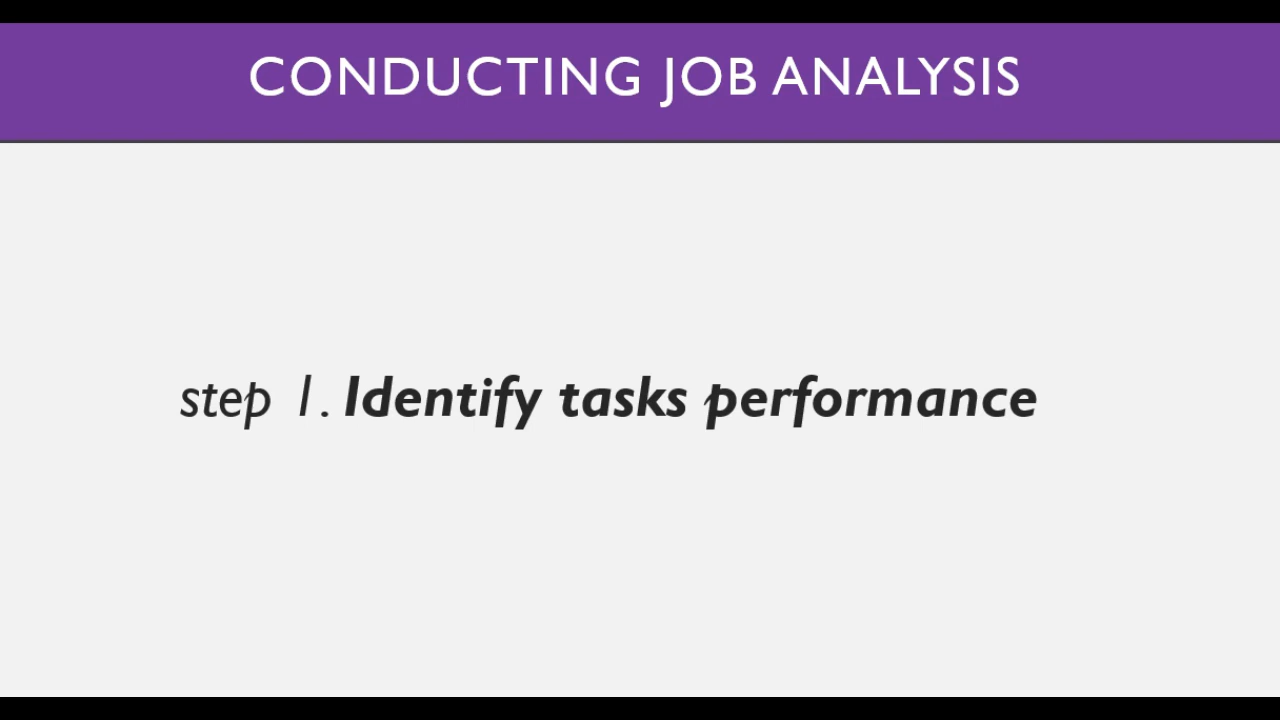 CONDUCTING JOB ANALYSIS
step 1. Identify tasks performance